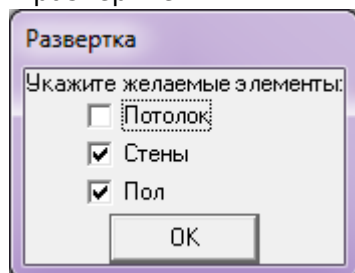 Развертка
Укажите желаемые элементы:
Потолок
Стены
Пол
OK